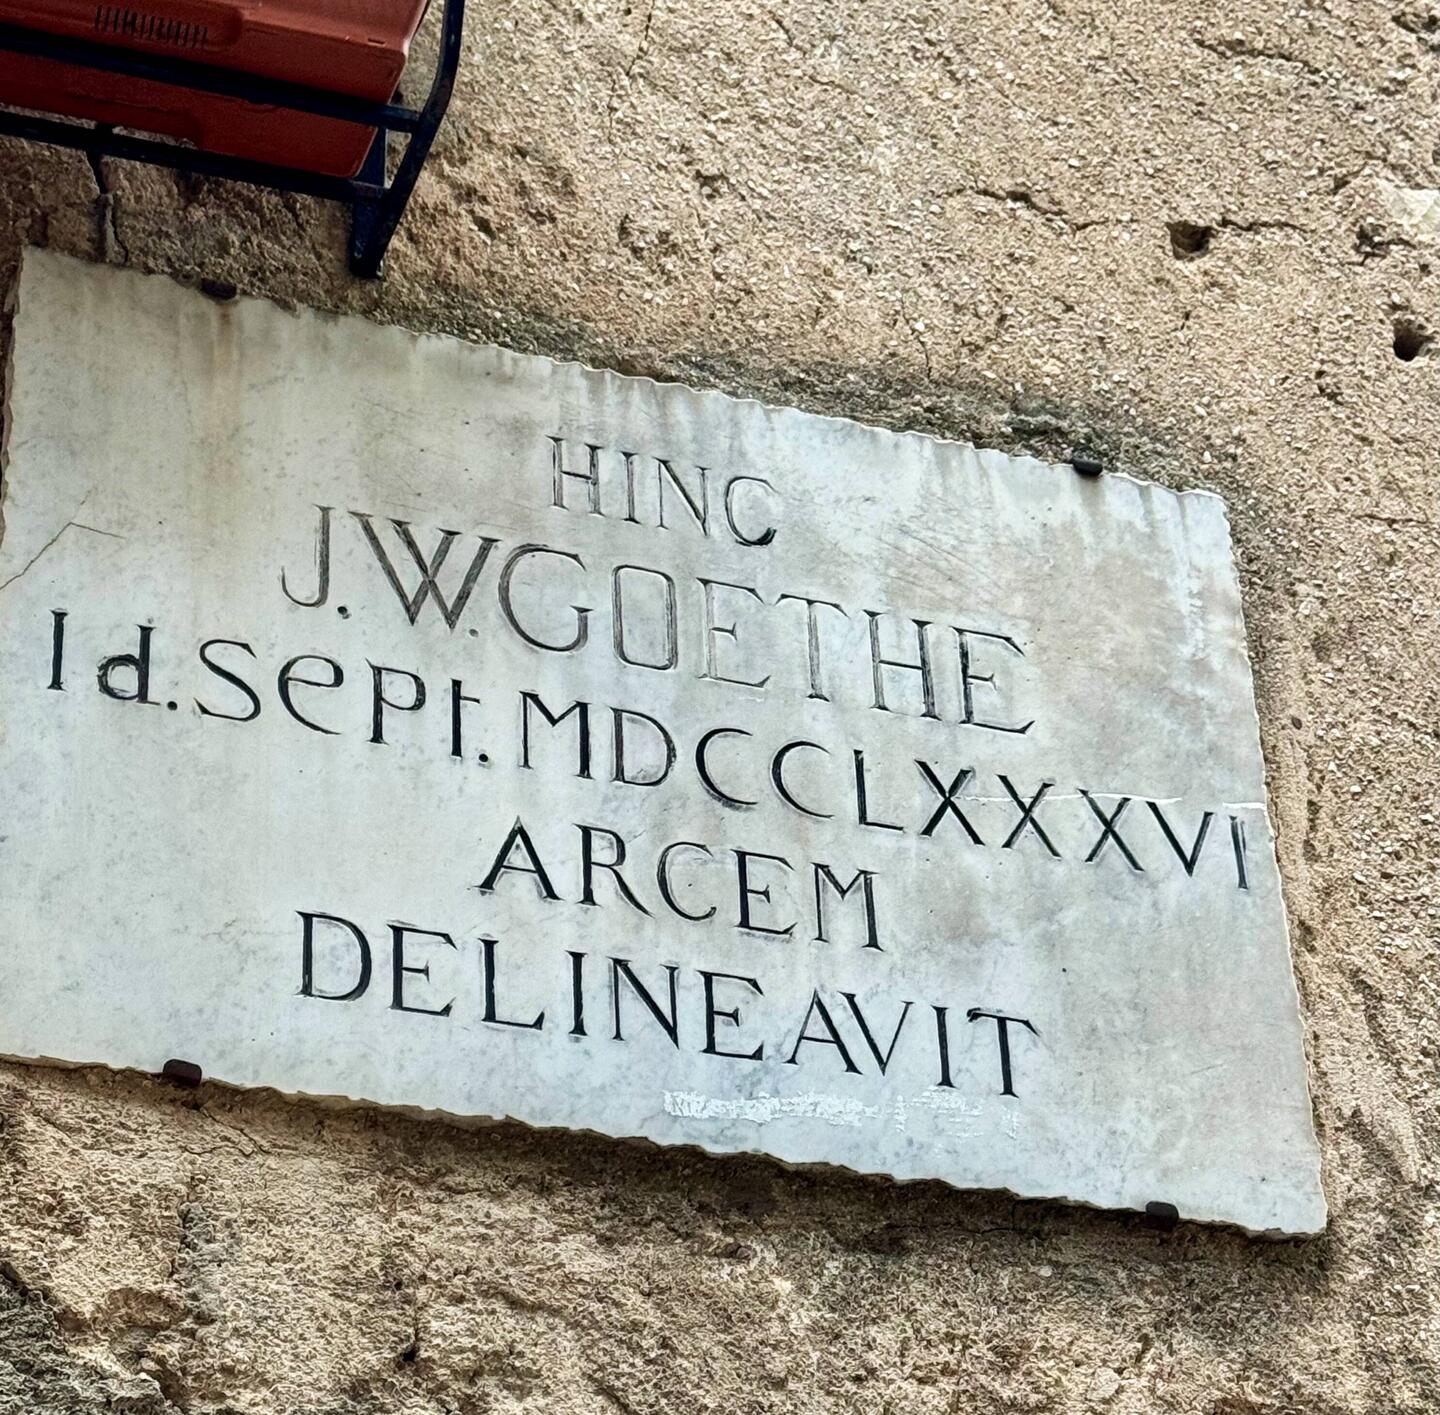 HINC
J.W.GOETHE
Id.Sept.MDCCLXXXVI
ARCEM
DELINEAVIT